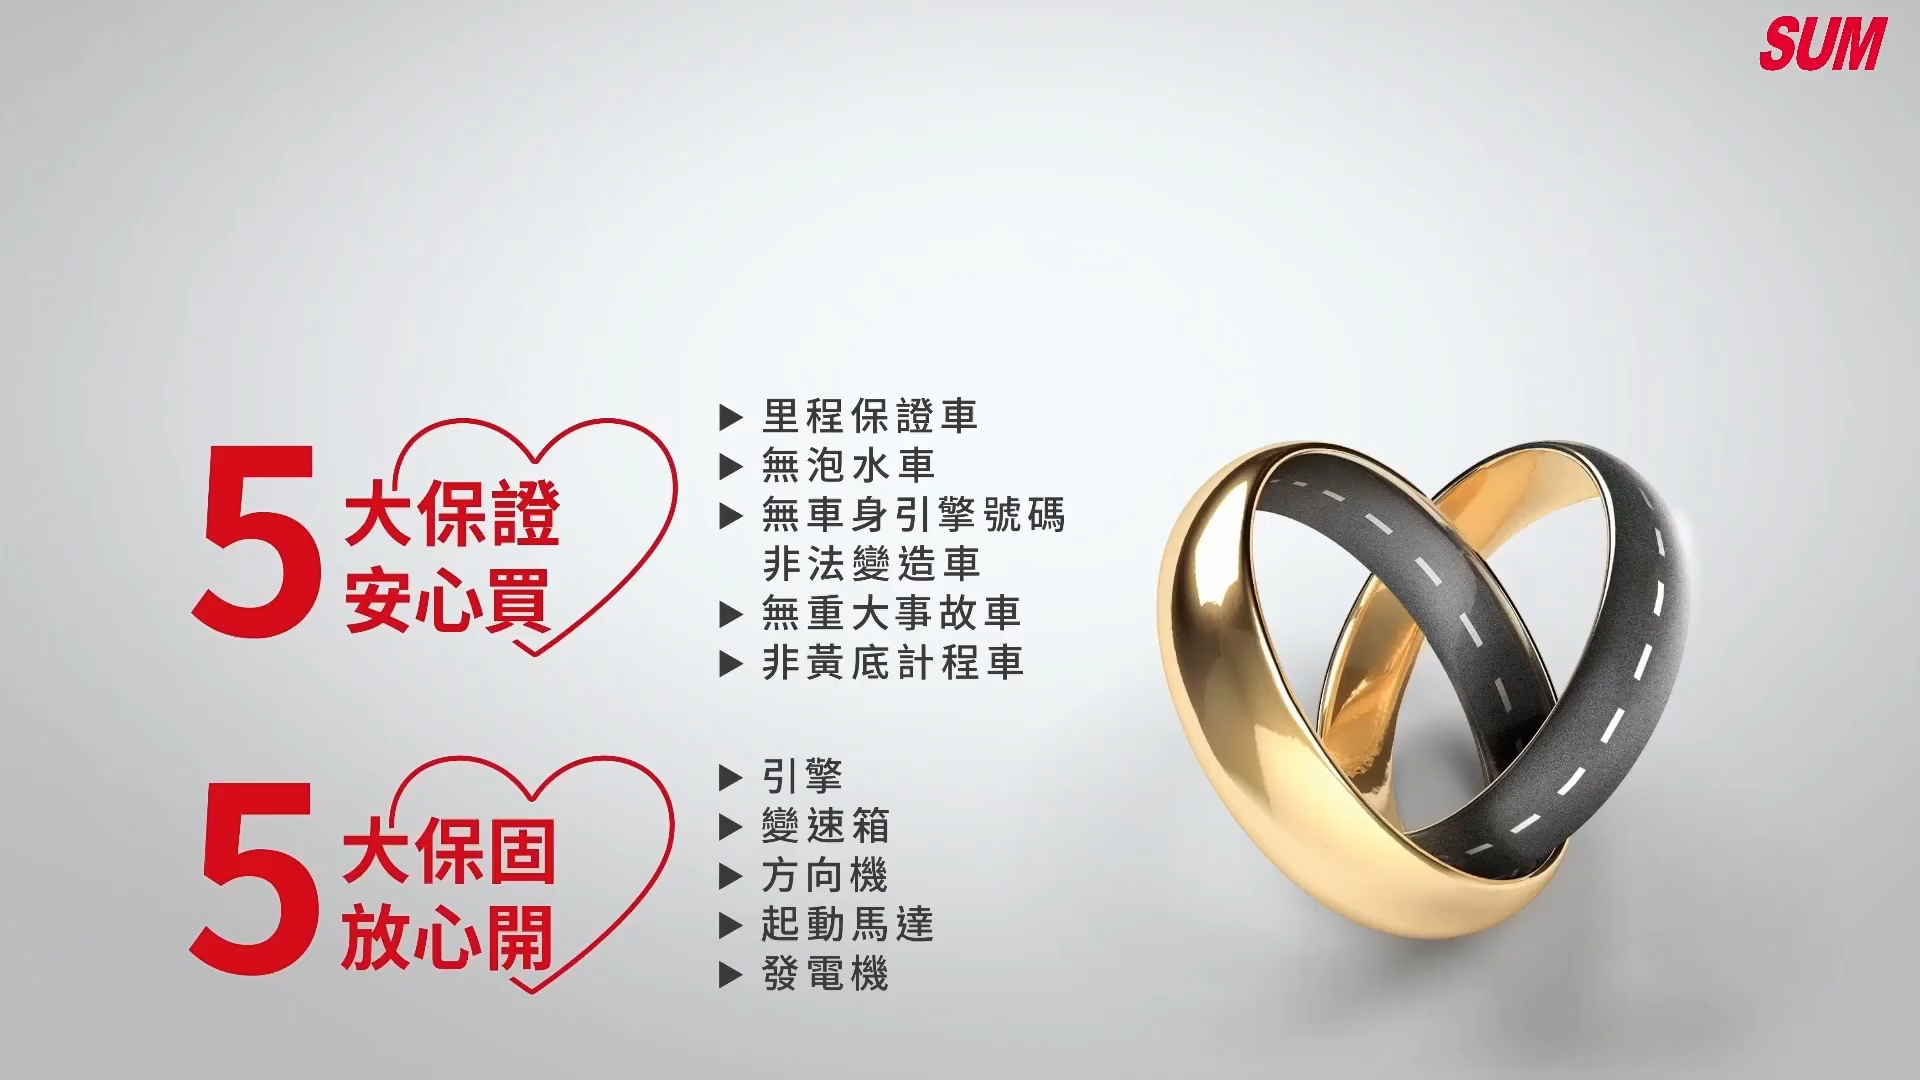 SUM
5大保證
安心買
▶ 里程保證車
▶ 無泡水車
▶ 無車身引擎號碼
非法變造車
▶ 無重大事故車
▶ 非黃底計程車
5大保固
放心開
▶ 引擎
▶ 變速箱
▶ 方向機
▶ 起動馬達
▶ 發電機